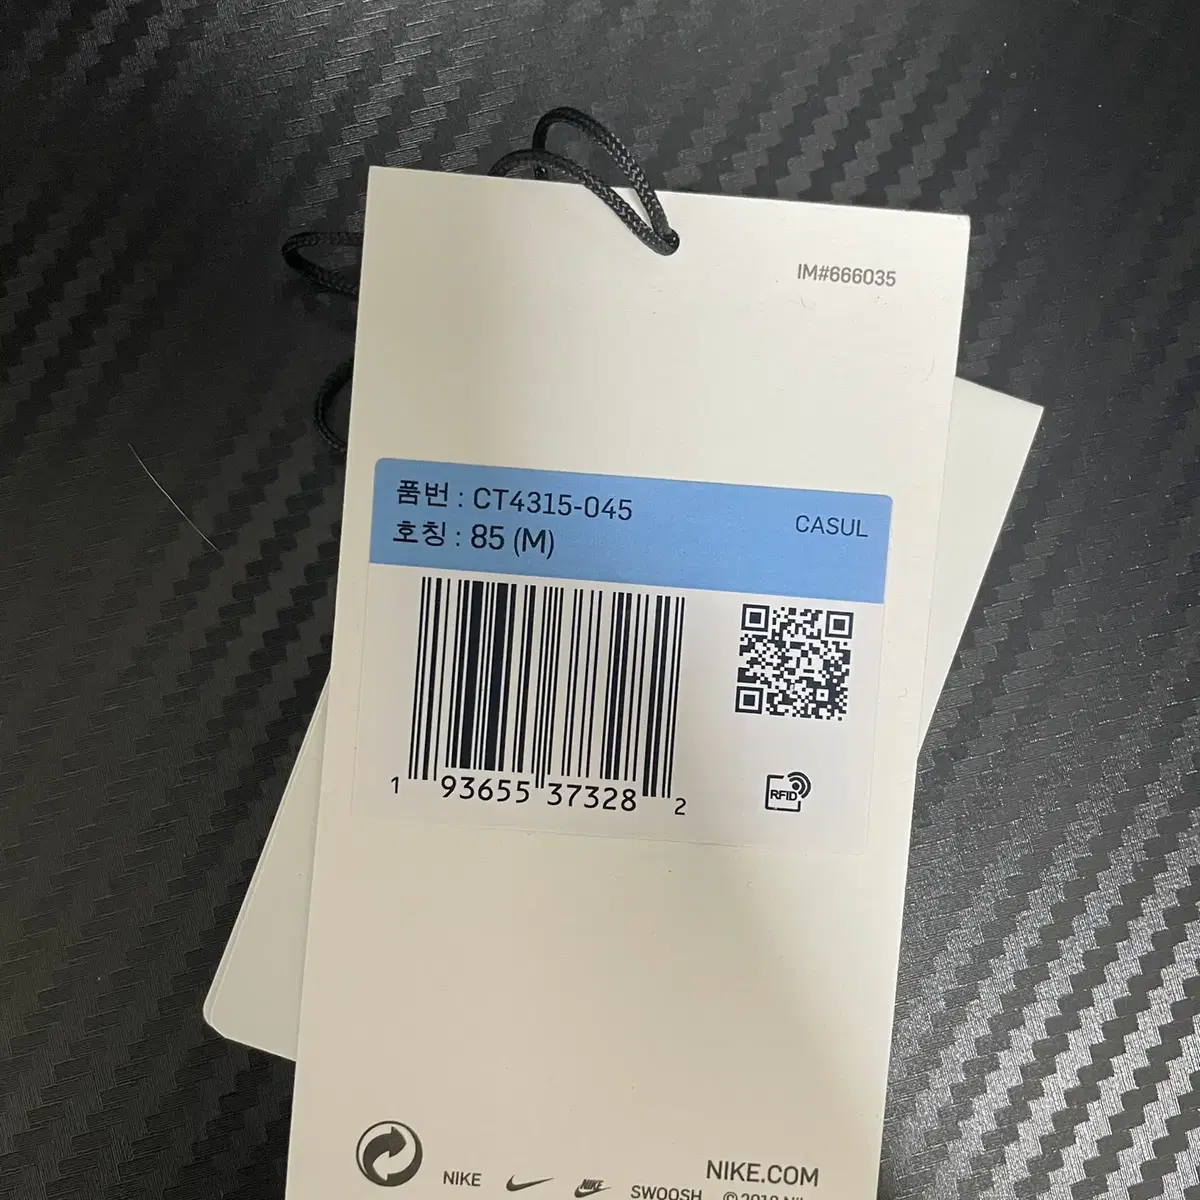 IM#666035
품번 : CT4315-045
호칭 : 85 (M)
CASUL
1 93655 37328 2
RFID
NIKE
NIKE
SWOOSH
NIKE.COM